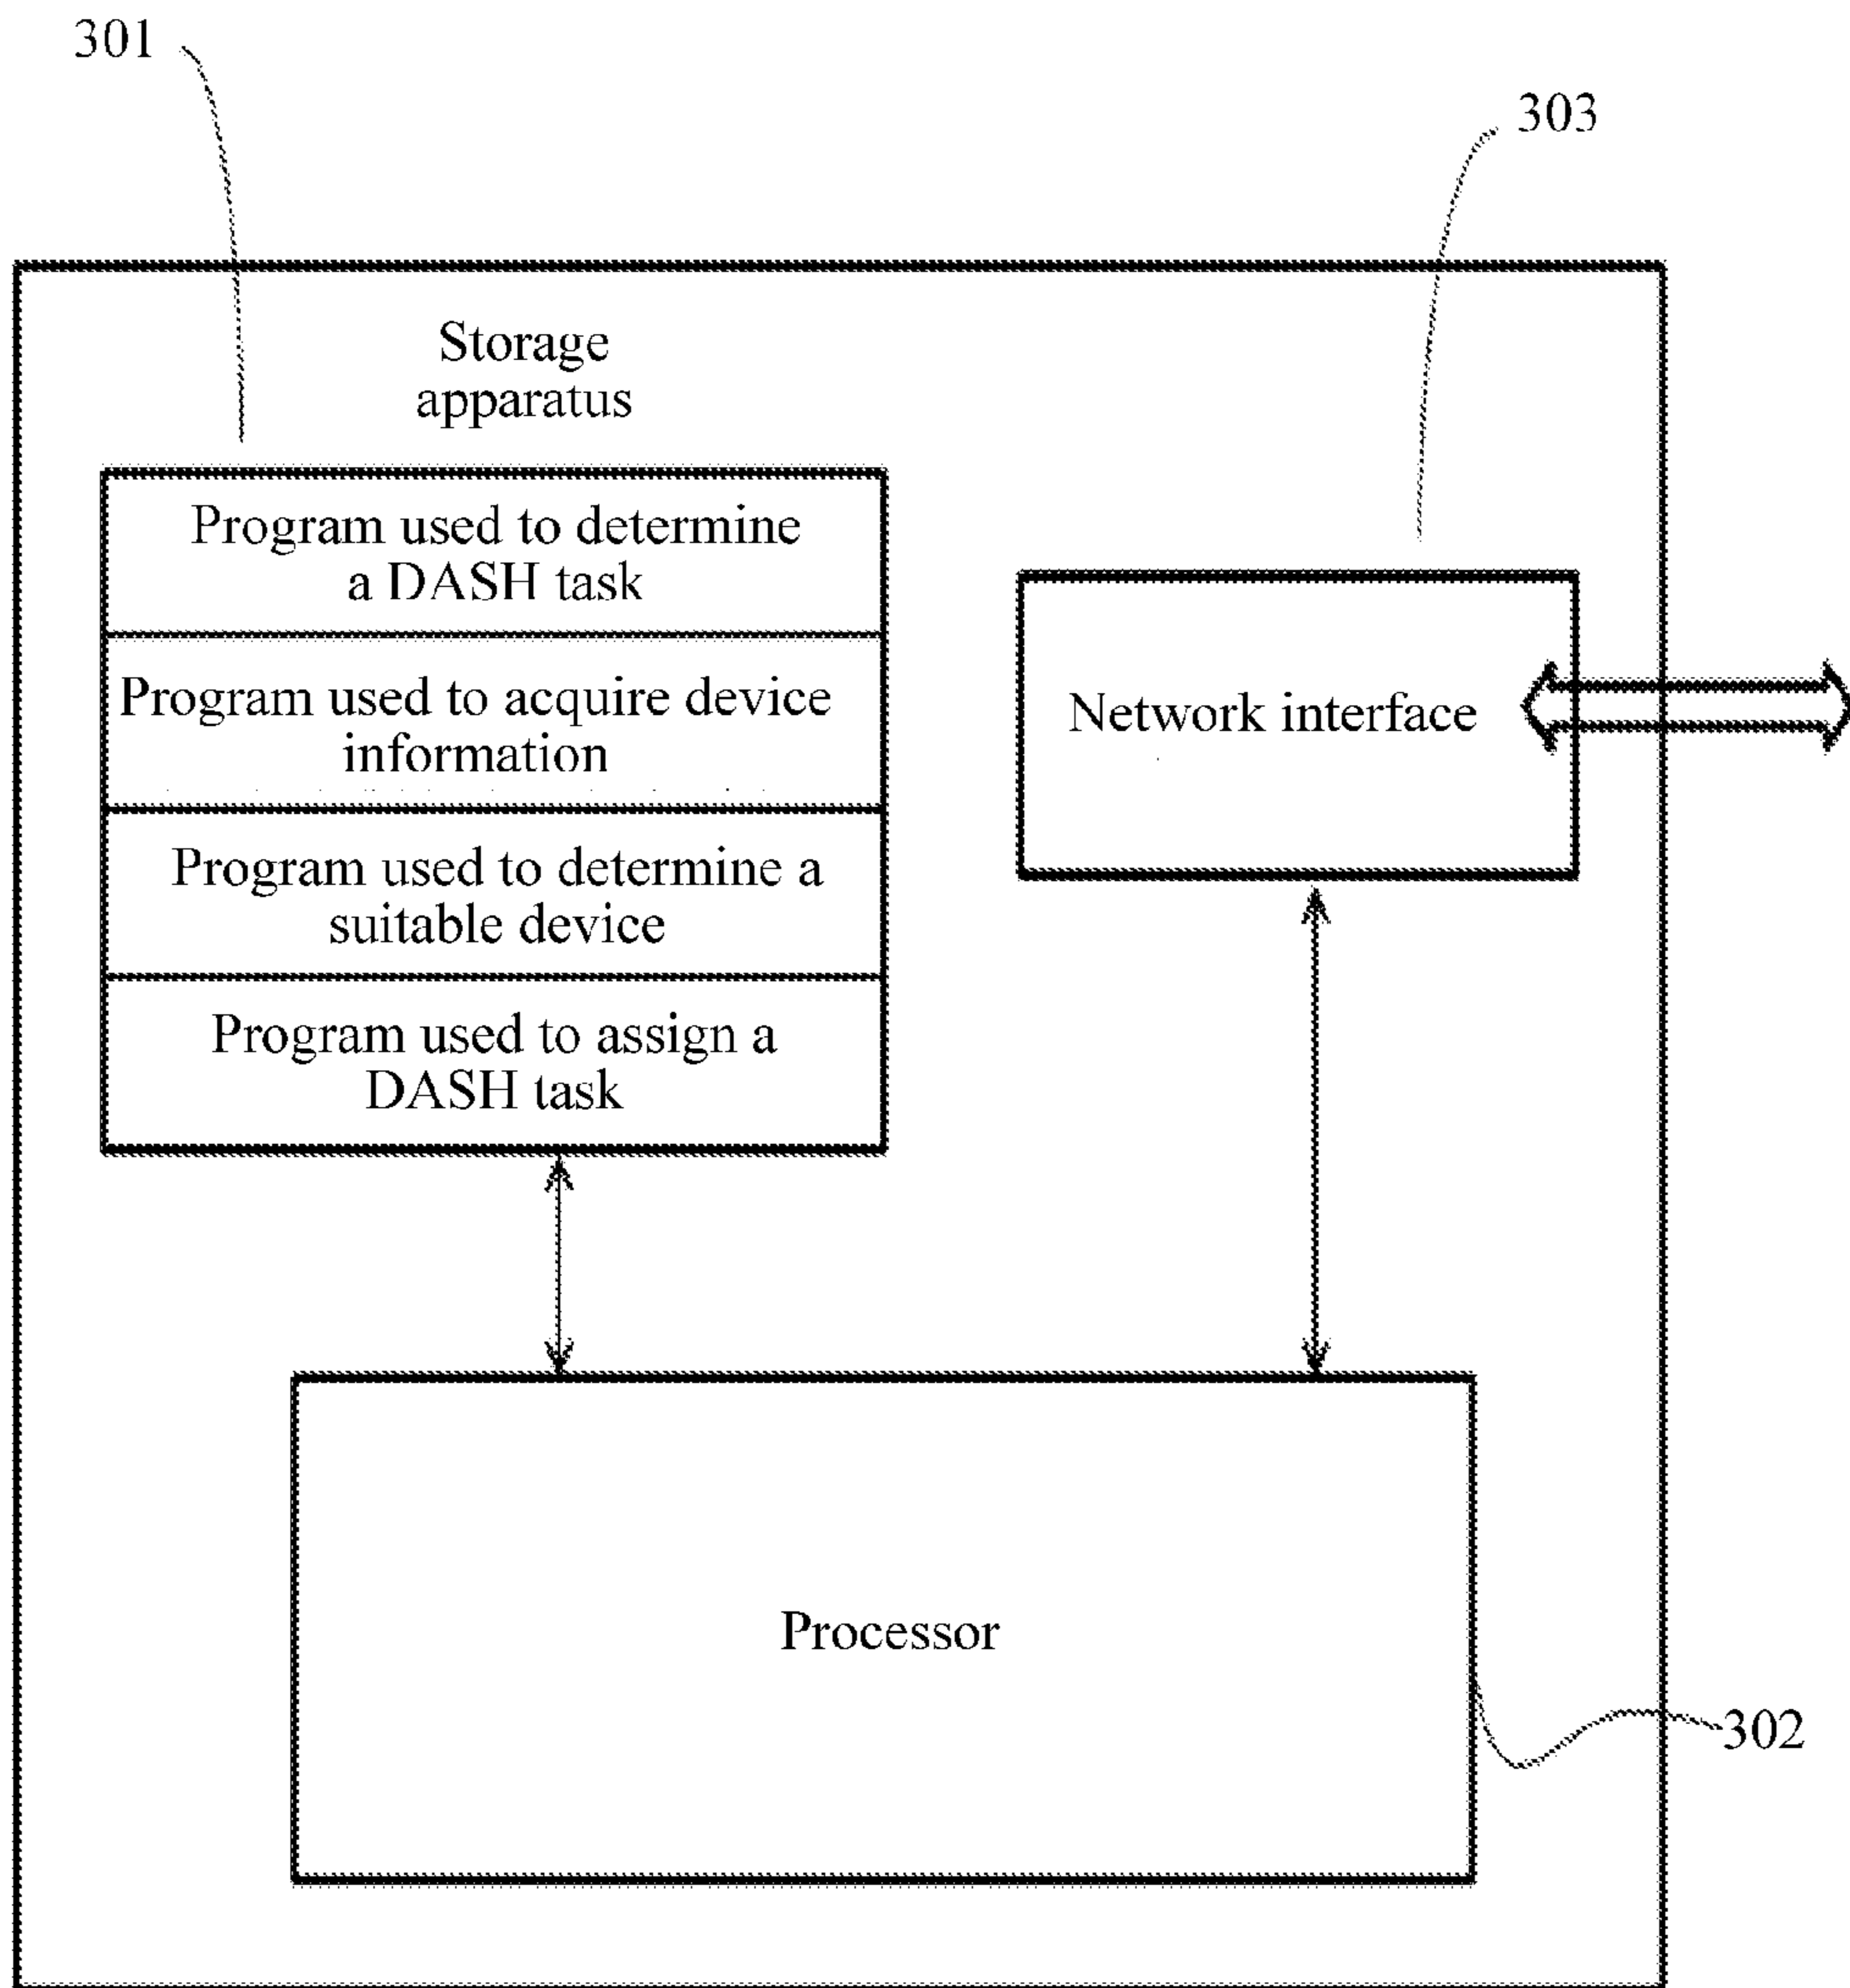 301
303
Storage
apparatus
Program used to determine
a DASH task
Program used to acquire device
information
Program used to determine a
suitable device
Program used to assign a
DASH task
Network interface
Processor
302